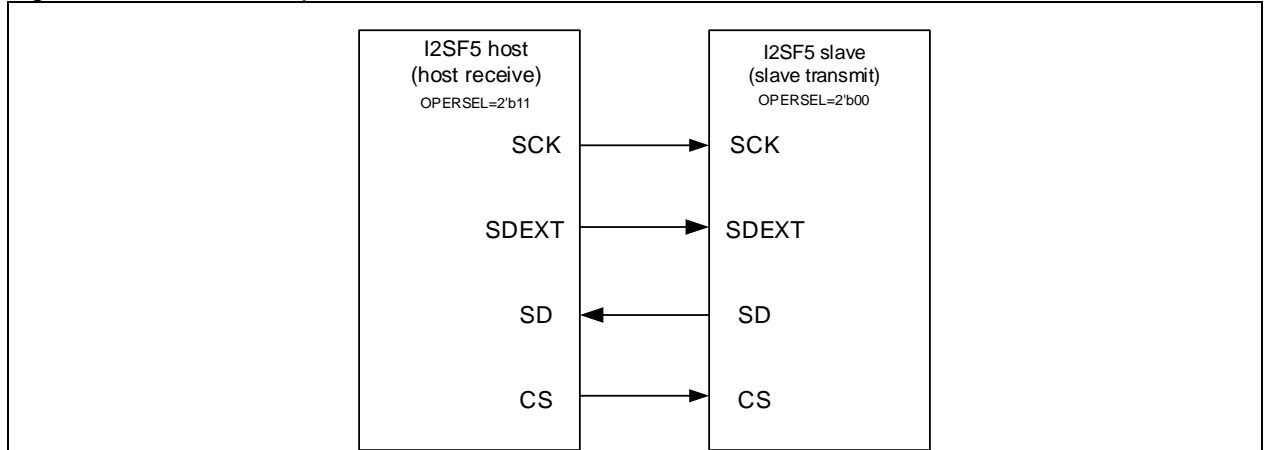 I2SF5 host
(host receive)
OPERSEL=2'b11
I2SF5 slave
(slave transmit)
OPERSEL=2'b00
SCK SCK
SDEXT SDEXT
SD SD
CS CS